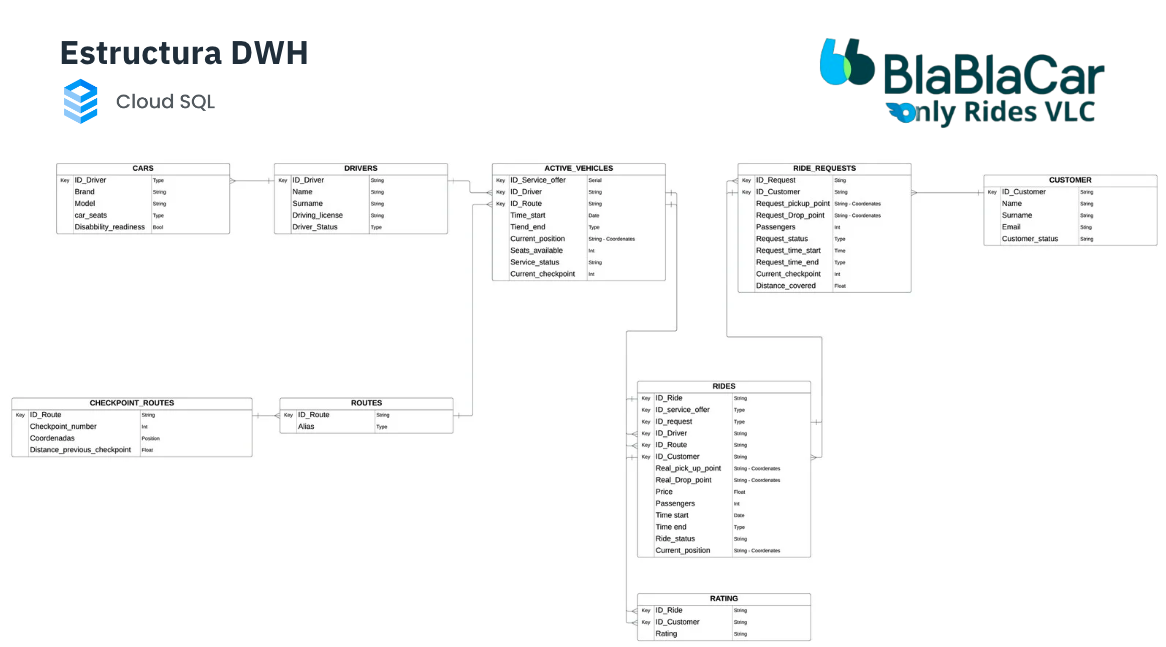 Estructura DWH
Cloud SQL
BlaBlaCar
Only Rides VLC
CARS
Key ID_Driver Type
Brand String
Model String
car_seats Type
Disabbility_readiness Bool
DRIVERS
Key ID_Driver String
Name String
Surname String
Driving_license String
Driver_Status Type
ACTIVE_VEHICLES
Key ID_Service_offer Serial
Key ID_Driver String
Key ID_Route String
Time_start Date
Tiend_end Type
Current_position String - Coordenates
Seats_available Int
Service_status String
Current_checkpoint Int
RIDE_REQUESTS
Key ID_Request String
Key ID_Customer String
Request_pickup_point String - Coordenates
Request_Drop_point String - Coordenates
Passengers Int
Request_status Type
Request_time_start Time
Request_time_end Type
Current_checkpoint Int
Distance_covered Float
CUSTOMER
Key ID_Customer String
Name String
Surname String
Email String
Customer_status String
CHECKPOINT_ROUTES
Key ID_Route String
Checkpoint_number Int
Coordenadas Position
Distance_previous_checkpoint Float
ROUTES
Key ID_Route String
Alias Type
RIDES
Key ID_Ride String
Key ID_service_offer Type
Key ID_request Type
Key ID_Driver String
Key ID_Route String
Key ID_Customer String
Real_pick_up_point String - Coordenates
Real_Drop_point String - Coordenates
Price Float
Passengers Int
Time start Date
Time end Type
Ride_status String
Current_position String - Coordenates
RATING
Key ID_Ride String
Key ID_Customer String
Rating String